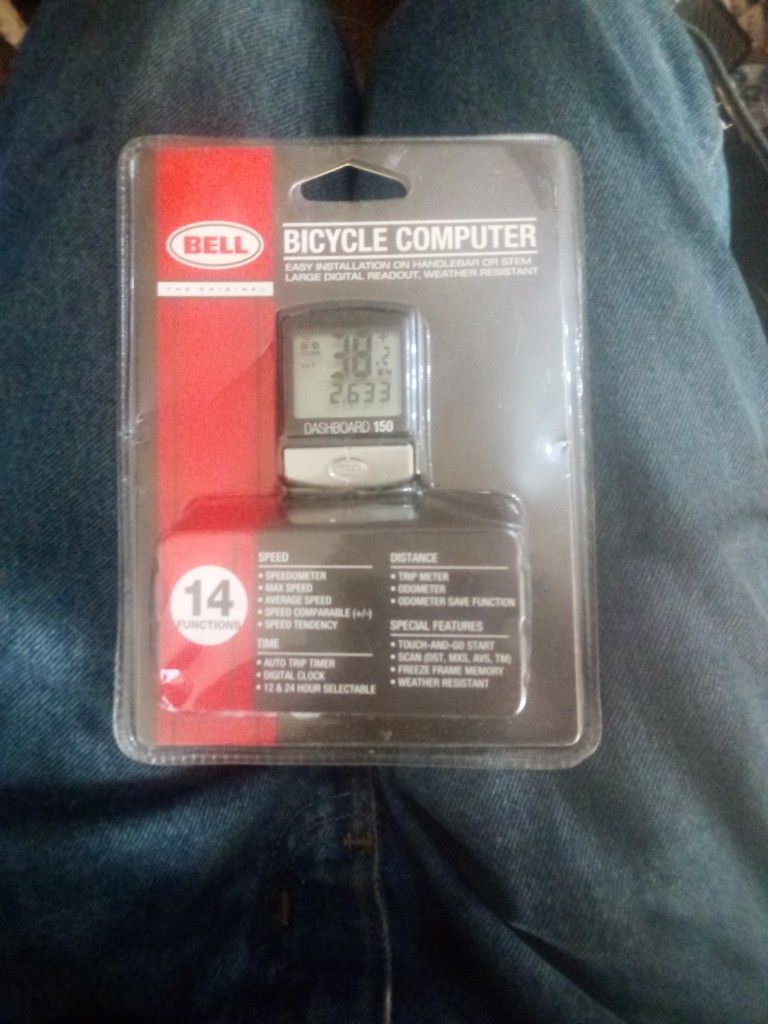 BELL
THE ORIGINAL
BICYCLE COMPUTER
EASY INSTALLATION ON HANDLEBAR OR STEM
LARGE DIGITAL READOUT, WEATHER RESISTANT
38.2
2.633
DASHBOARD 150
14
FUNCTIONS
SPEED
• SPEEDOMETER
• MAX SPEED
• AVERAGE SPEED
• SPEED COMPARABLE (+/-)
• SPEED TENDENCY
TIME
• AUTO TRIP TIMER
• DIGITAL CLOCK
• 12 & 24 HOUR SELECTABLE
DISTANCE
• TRIP METER
• ODOMETER
• ODOMETER SAVE FUNCTION
SPECIAL FEATURES
• TOUCH-AND-GO START
• SCAN (DST, MXS, AVS, TM)
• FREEZE FRAME MEMORY
• WEATHER RESISTANT